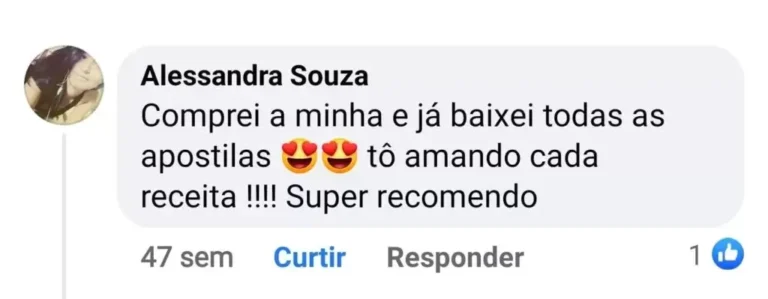 Alessandra Souza
Comprei a minha e já baixei todas as
apostilas 😍😍 tô amando cada
receita !!!! Super recomendo
47 sem Curtir Responder 1